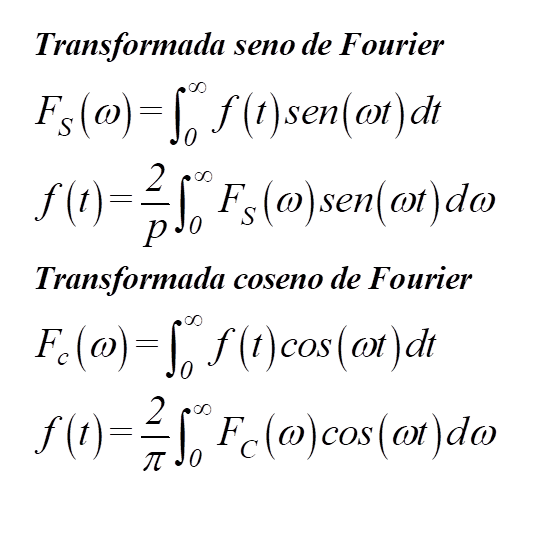 Transformada seno de Fourier
F_S(ω)=∫_0^∞ f(t)sen(ωt)dt
f(t)=2/p ∫_0^∞ F_S(ω)sen(ωt)dω
Transformada coseno de Fourier
F_c(ω)=∫_0^∞ f(t)cos(ωt)dt
f(t)=2/π ∫_0^∞ F_C(ω)cos(ωt)dω